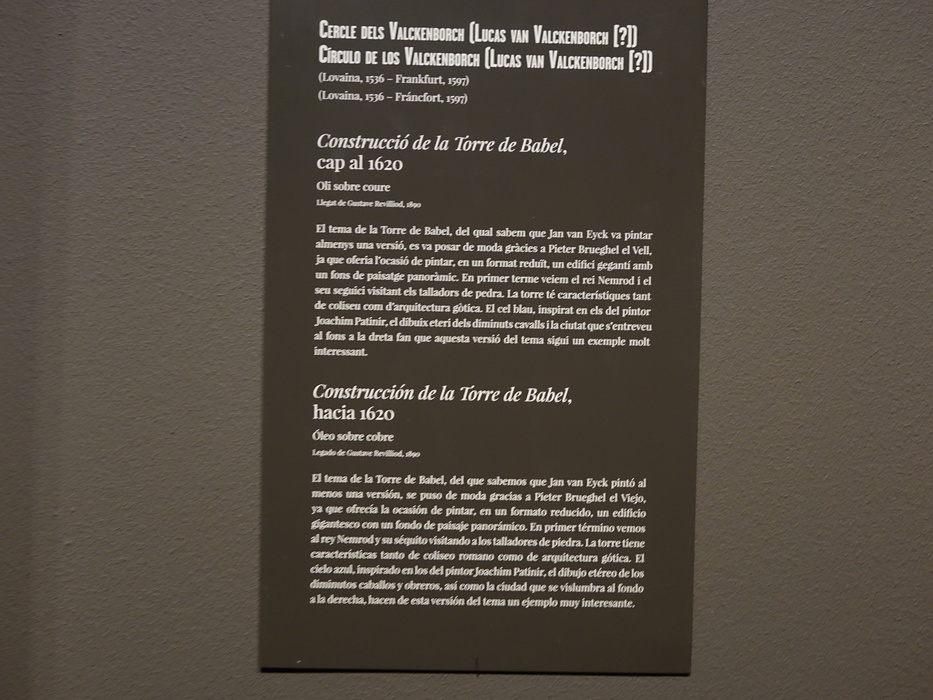 Cercle dels Valckenborch (Lucas van Valckenborch [?])
Círculo de los Valckenborch (Lucas van Valckenborch [?])
(Lovaina, 1536 – Frankfurt, 1597)
(Lovaina, 1536 – Fráncfort, 1597)
Construcció de la Torre de Babel,
cap al 1620
Oli sobre coure
Llegat de Gustave Revilliod, 1890
El tema de la Torre de Babel, del qual sabem que Jan van Eyck va pintar
almenys una versió, es va posar de moda gràcies a Pieter Brueghel el Vell,
ja que oferia l'ocasió de pintar, en un format reduït, un edifici gegantí amb
un fons de paisatge panoràmic. En primer terme veiem el rei Nemrod i el
seu seguici visitant els talladors de pedra. La torre té característiques tant
de coliseu com d'arquitectura gòtica. El cel blau, inspirat en els del pintor
Joachim Patinir, el dibuix eteri dels diminuts cavalls i la ciutat que s'entreveu
al fons a la dreta fan que aquesta versió del tema sigui un exemple molt
interessant.
Construcción de la Torre de Babel,
hacia 1620
Óleo sobre cobre
Legado de Gustave Revilliod, 1890
El tema de la Torre de Babel, del que sabemos que Jan van Eyck pintó al
menos una versión, se puso de moda gracias a Pieter Brueghel el Viejo,
ya que ofrecía la ocasión de pintar, en un formato reducido, un edificio
gigantesco con un fondo de paisaje panorámico. En primer término vemos
al rey Nemrod y su séquito visitando a los talladores de piedra. La torre tiene
características tanto de coliseo romano como de arquitectura gótica. El
cielo azul, inspirado en los del pintor Joachim Patinir, el dibujo etéreo de los
diminutos caballos y obreros, así como la ciudad que se vislumbra al fondo
a la derecha, hacen de esta versión del tema un ejemplo muy interesante.